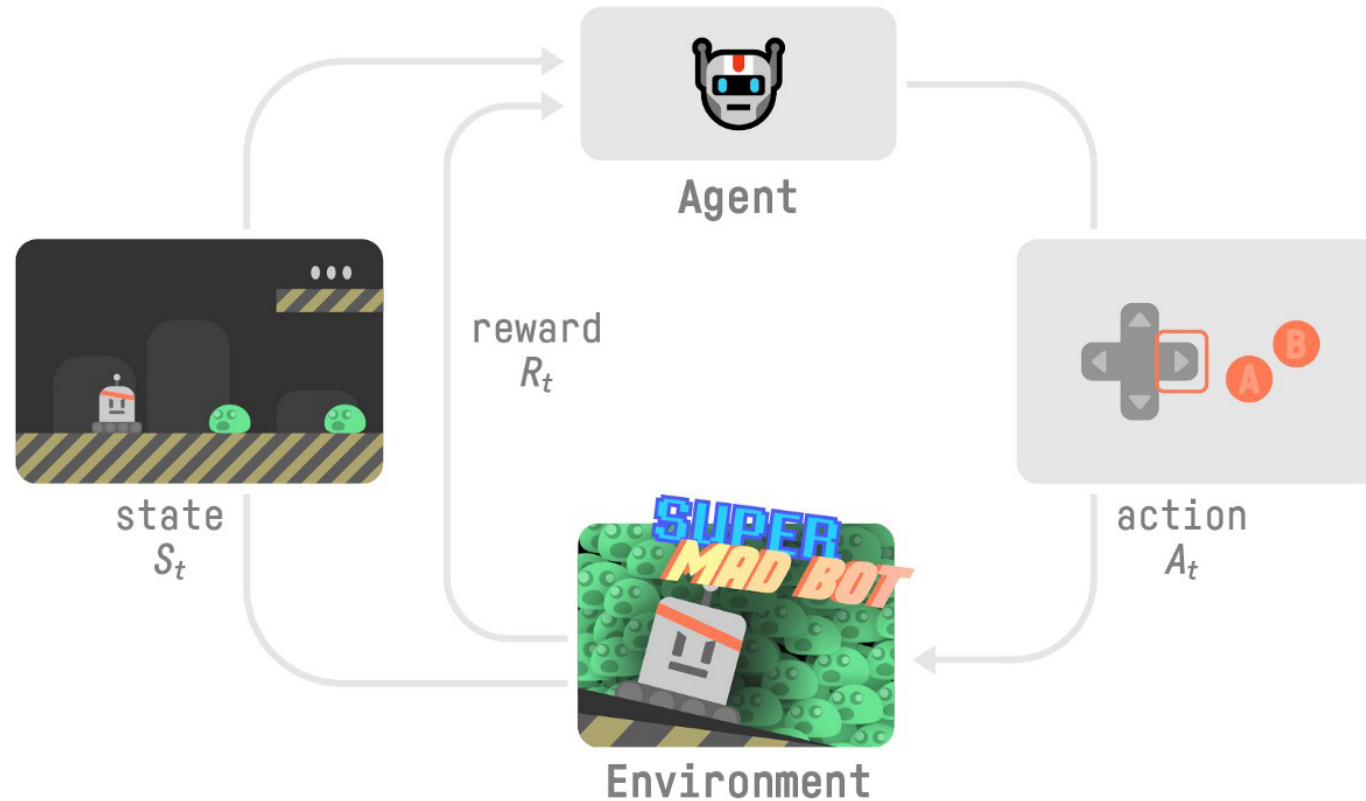 Agent
reward
Rt
B
A
state
St
action
At
SUPER
MAD BOT
Environment